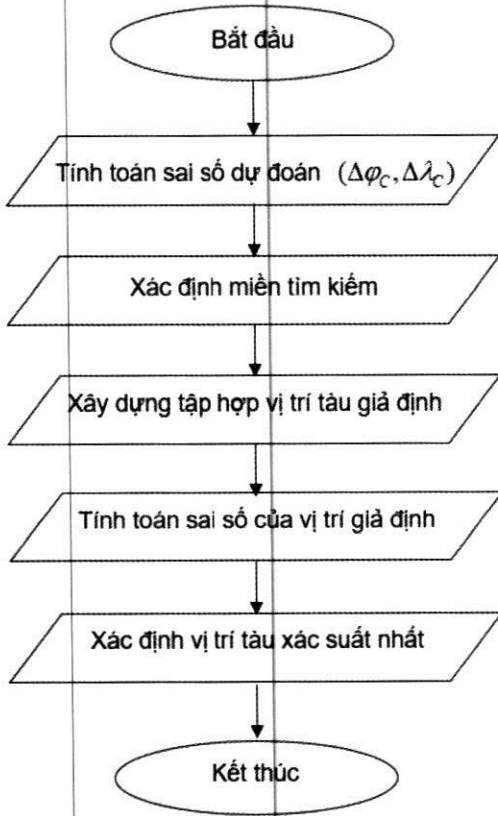 Bắt đầu
Tính toán sai số dự đoán (Δφ_C, Δλ_C)
Xác định miền tìm kiếm
Xây dựng tập hợp vị trí tàu giả định
Tính toán sai số của vị trí giả định
Xác định vị trí tàu xác suất nhất
Kết thúc